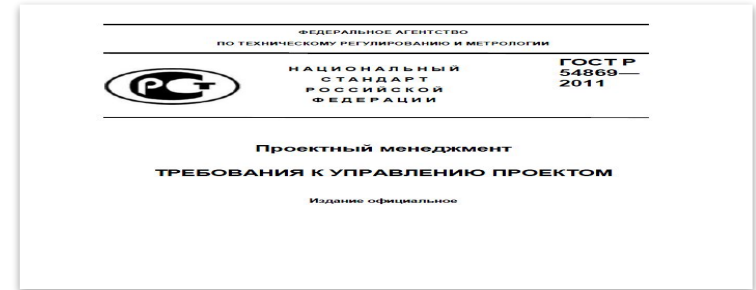 ФЕДЕРАЛЬНОЕ АГЕНТСТВО
ПО ТЕХНИЧЕСКОМУ РЕГУЛИРОВАНИЮ И МЕТРОЛОГИИ
НАЦИОНАЛЬНЫЙ
СТАНДАРТ
РОССИЙСКОЙ
ФЕДЕРАЦИИ
ГОСТ Р
54869—
2011
Проектный менеджмент
ТРЕБОВАНИЯ К УПРАВЛЕНИЮ ПРОЕКТОМ
Издание официальное